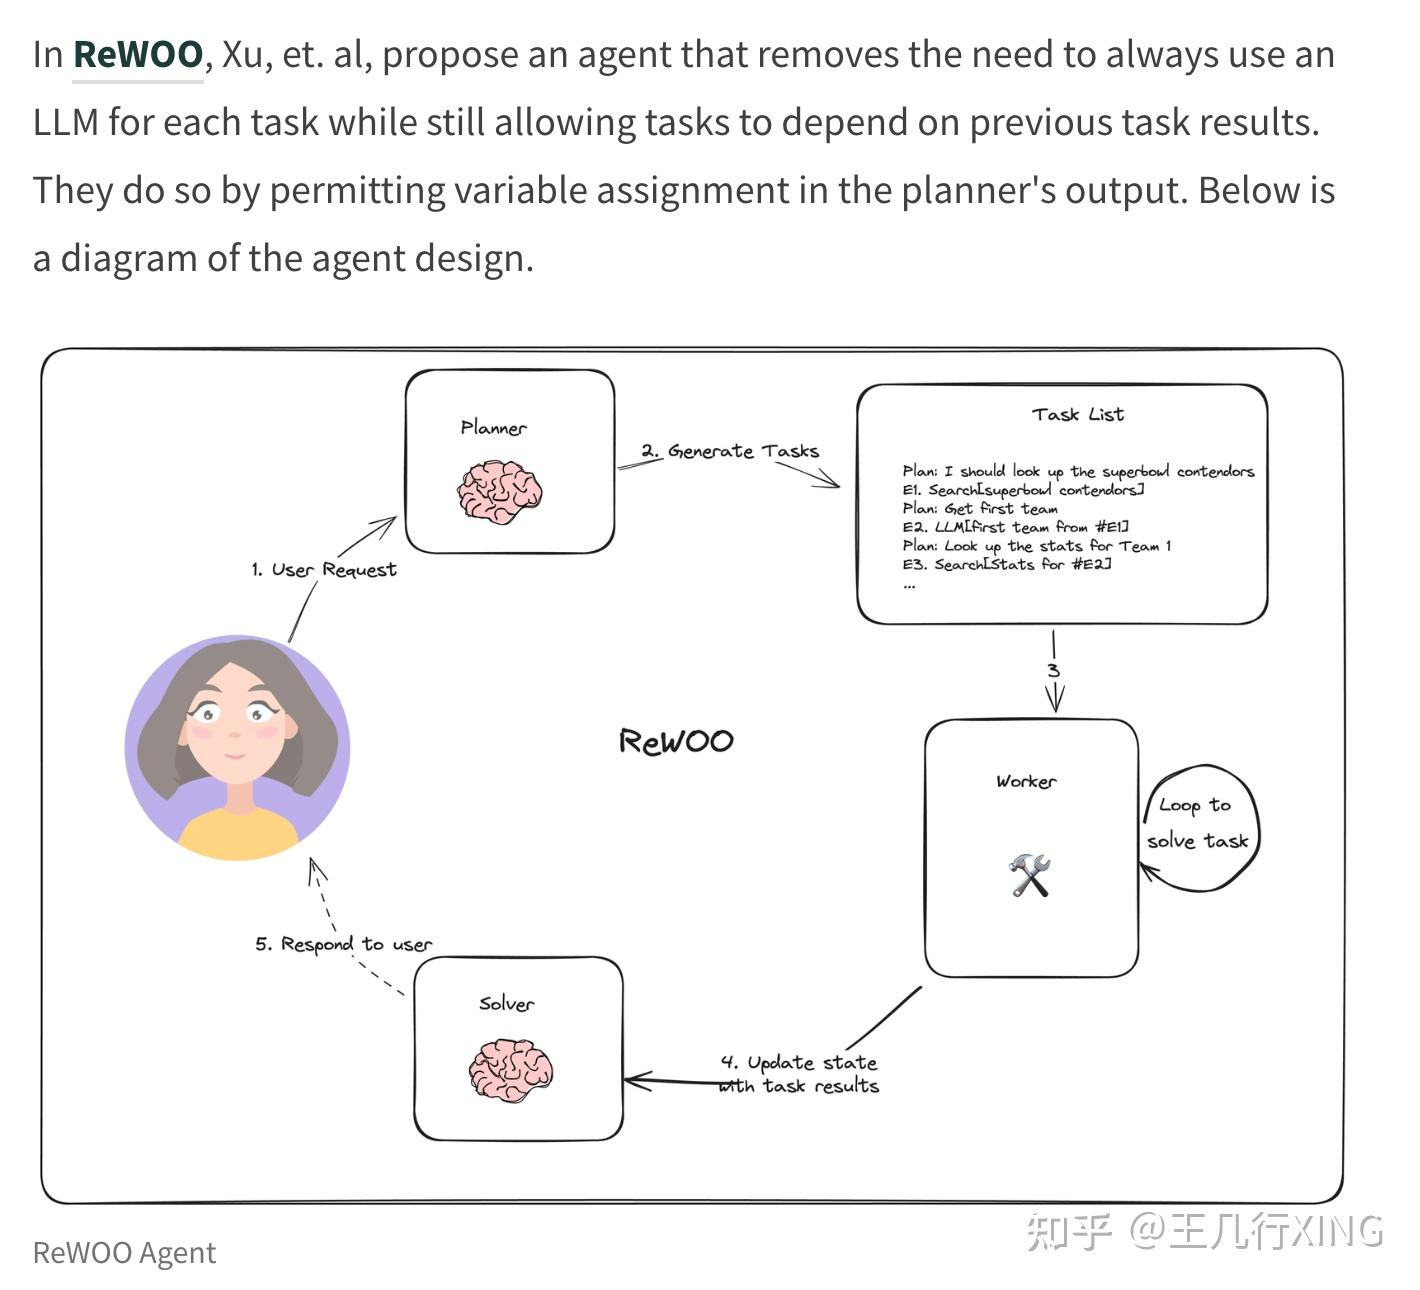 In ReWOO, Xu, et. al, propose an agent that removes the need to always use an
LLM for each task while still allowing tasks to depend on previous task results.
They do so by permitting variable assignment in the planner's output. Below is
a diagram of the agent design.
Planner
2. Generate Tasks
Task List
Plan: I should look up the superbowl contendors
E1. Search[superbowl contendors]
Plan: Get first team
E2. LLM[first team from #E1]
Plan: Look up the stats for Team 1
E3. Search[Stats for #E2]
...
1. User Request
3
ReWOO
Worker
Loop to
solve task
5. Respond to user
Solver
4. Update state
with task results
知乎 @王几行XING
ReWOO Agent